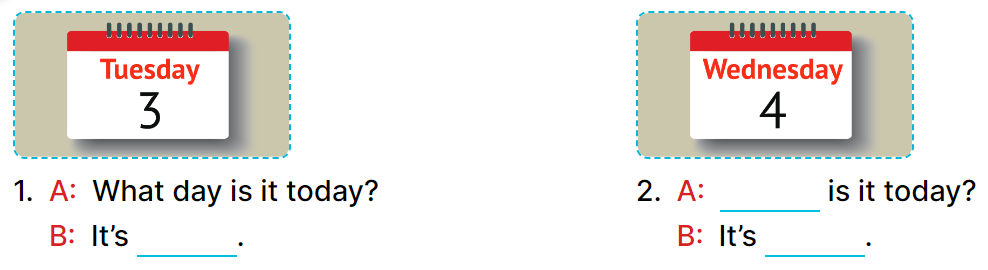 Tuesday
3
Wednesday
4
1. A: What day is it today?
B: It's ______.
2. A: ______ is it today?
B: It's ______.